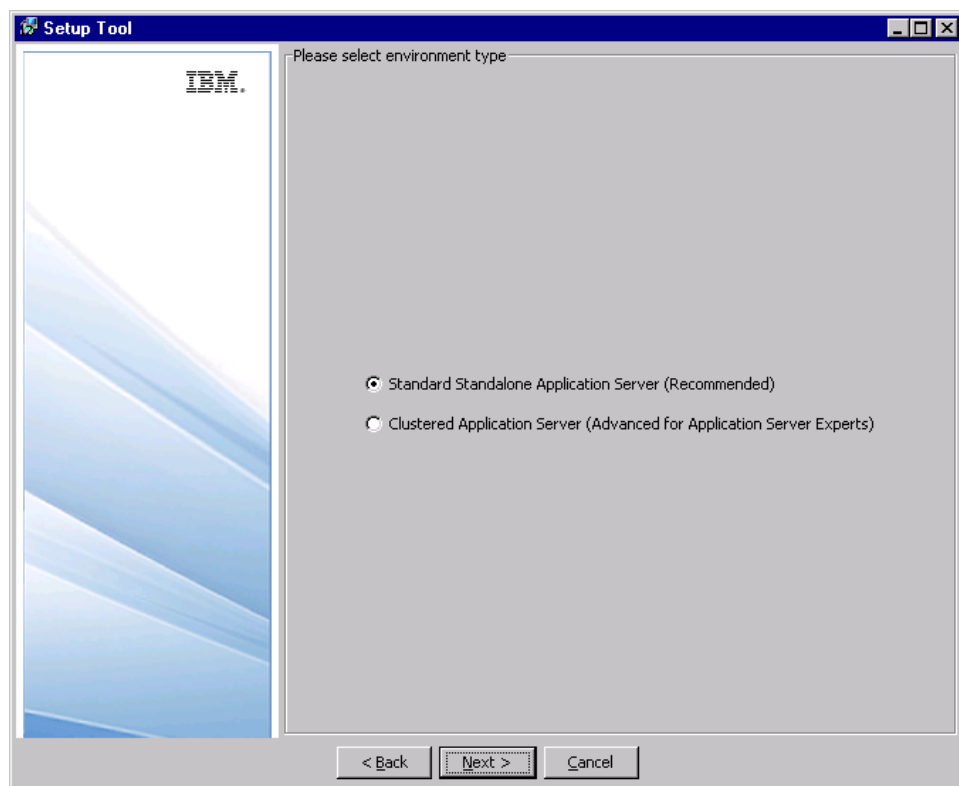 Setup Tool
IBM.
Please select environment type
Standard Standalone Application Server (Recommended)
Clustered Application Server (Advanced for Application Server Experts)
< Back
Next >
Cancel